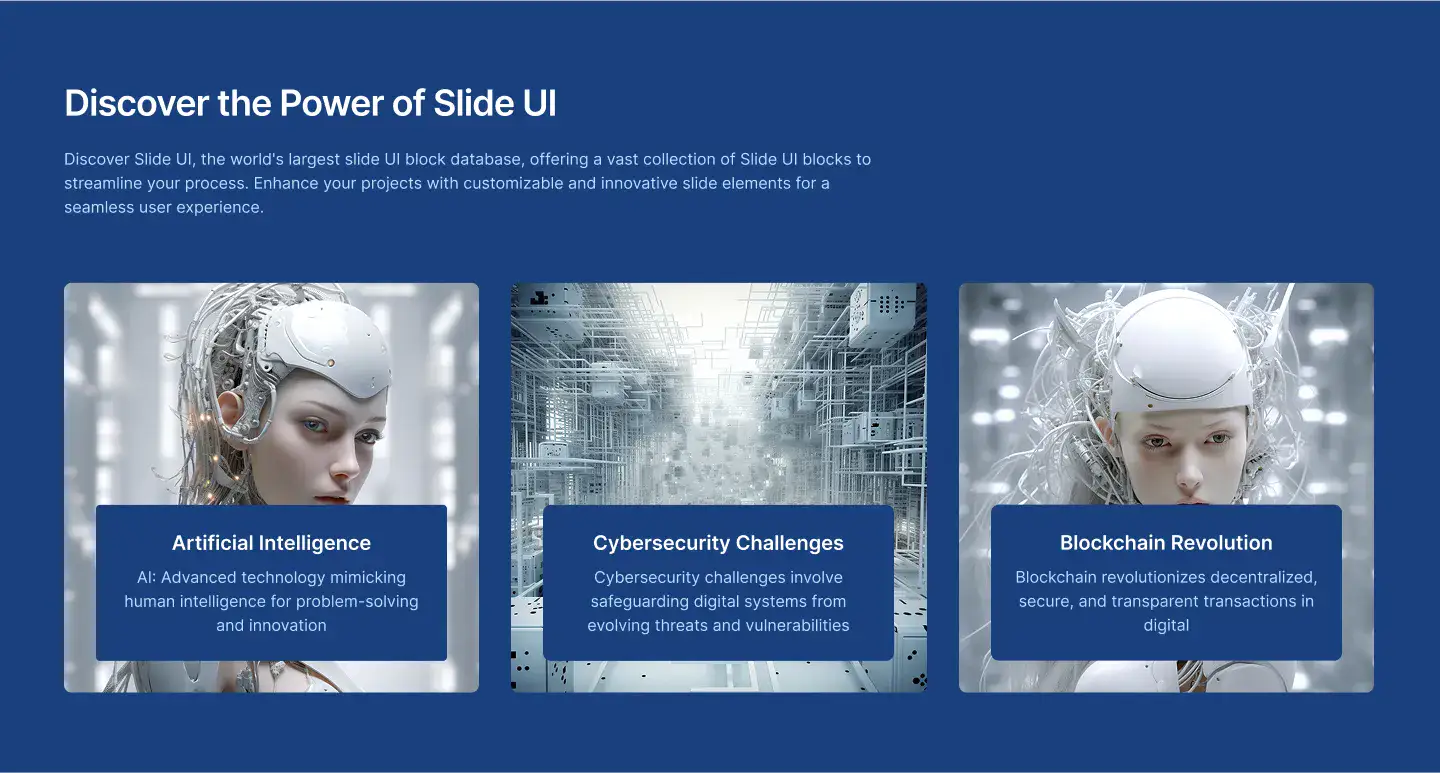 Discover the Power of Slide UI
Discover Slide UI, the world's largest slide UI block database, offering a vast collection of Slide UI blocks to
streamline your process. Enhance your projects with customizable and innovative slide elements for a
seamless user experience.
Artificial Intelligence
AI: Advanced technology mimicking
human intelligence for problem-solving
and innovation
Cybersecurity Challenges
Cybersecurity challenges involve
safeguarding digital systems from
evolving threats and vulnerabilities
Blockchain Revolution
Blockchain revolutionizes decentralized,
secure, and transparent transactions in
digital